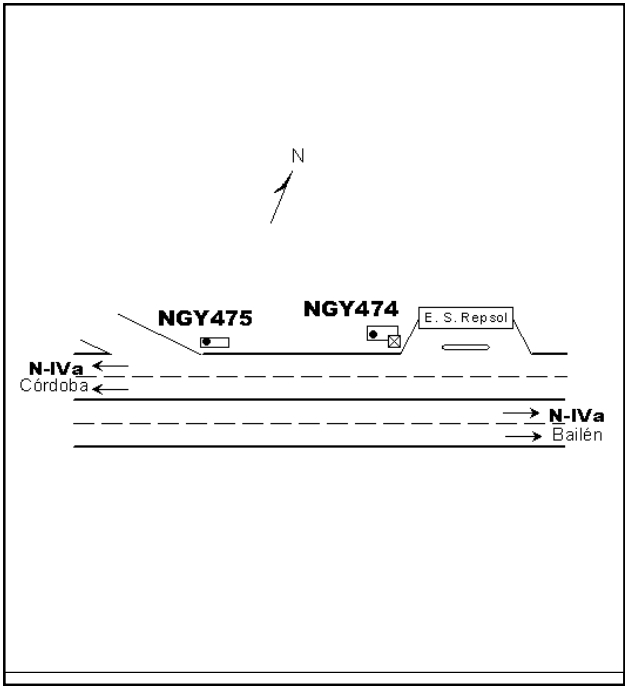 N
NGY475
NGY474
E. S. Repsol
N-IVa
Córdoba
N-IVa
Bailén